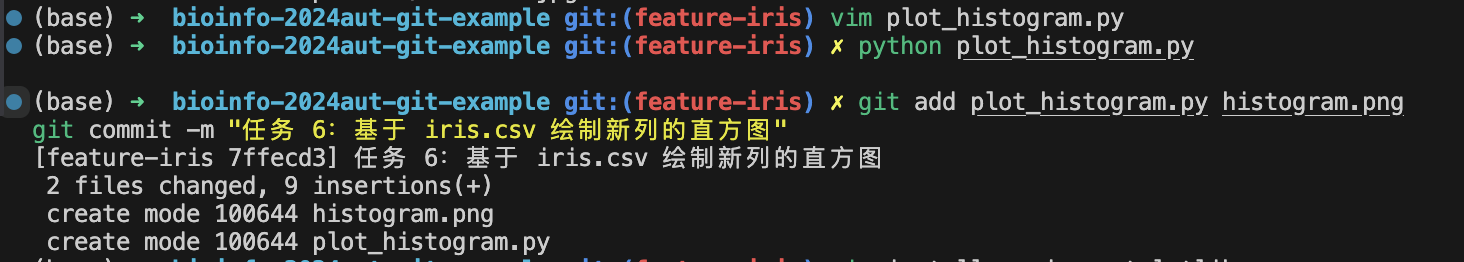 (base) ➜  bioinfo-2024aut-git-example git:(feature-iris) vim plot_histogram.py
(base) ➜  bioinfo-2024aut-git-example git:(feature-iris) ✗ python plot_histogram.py
(base) ➜  bioinfo-2024aut-git-example git:(feature-iris) ✗ git add plot_histogram.py histogram.png
git commit -m "任务 6: 基于 iris.csv 绘制新列的直方图"
[feature-iris 7ffecd3] 任务 6: 基于 iris.csv 绘制新列的直方图
 2 files changed, 9 insertions(+)
 create mode 100644 histogram.png
 create mode 100644 plot_histogram.py